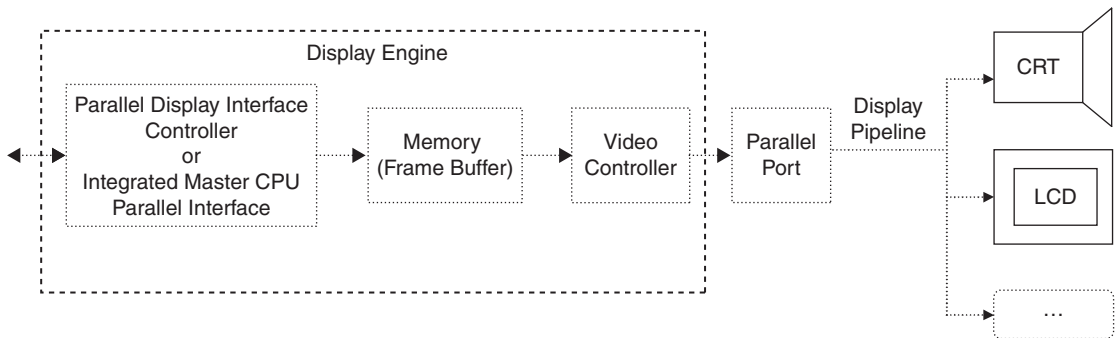 Display Engine
Parallel Display Interface
Controller
or
Integrated Master CPU
Parallel Interface
Memory
(Frame Buffer)
Video
Controller
Parallel
Port
Display
Pipeline
CRT
LCD
...